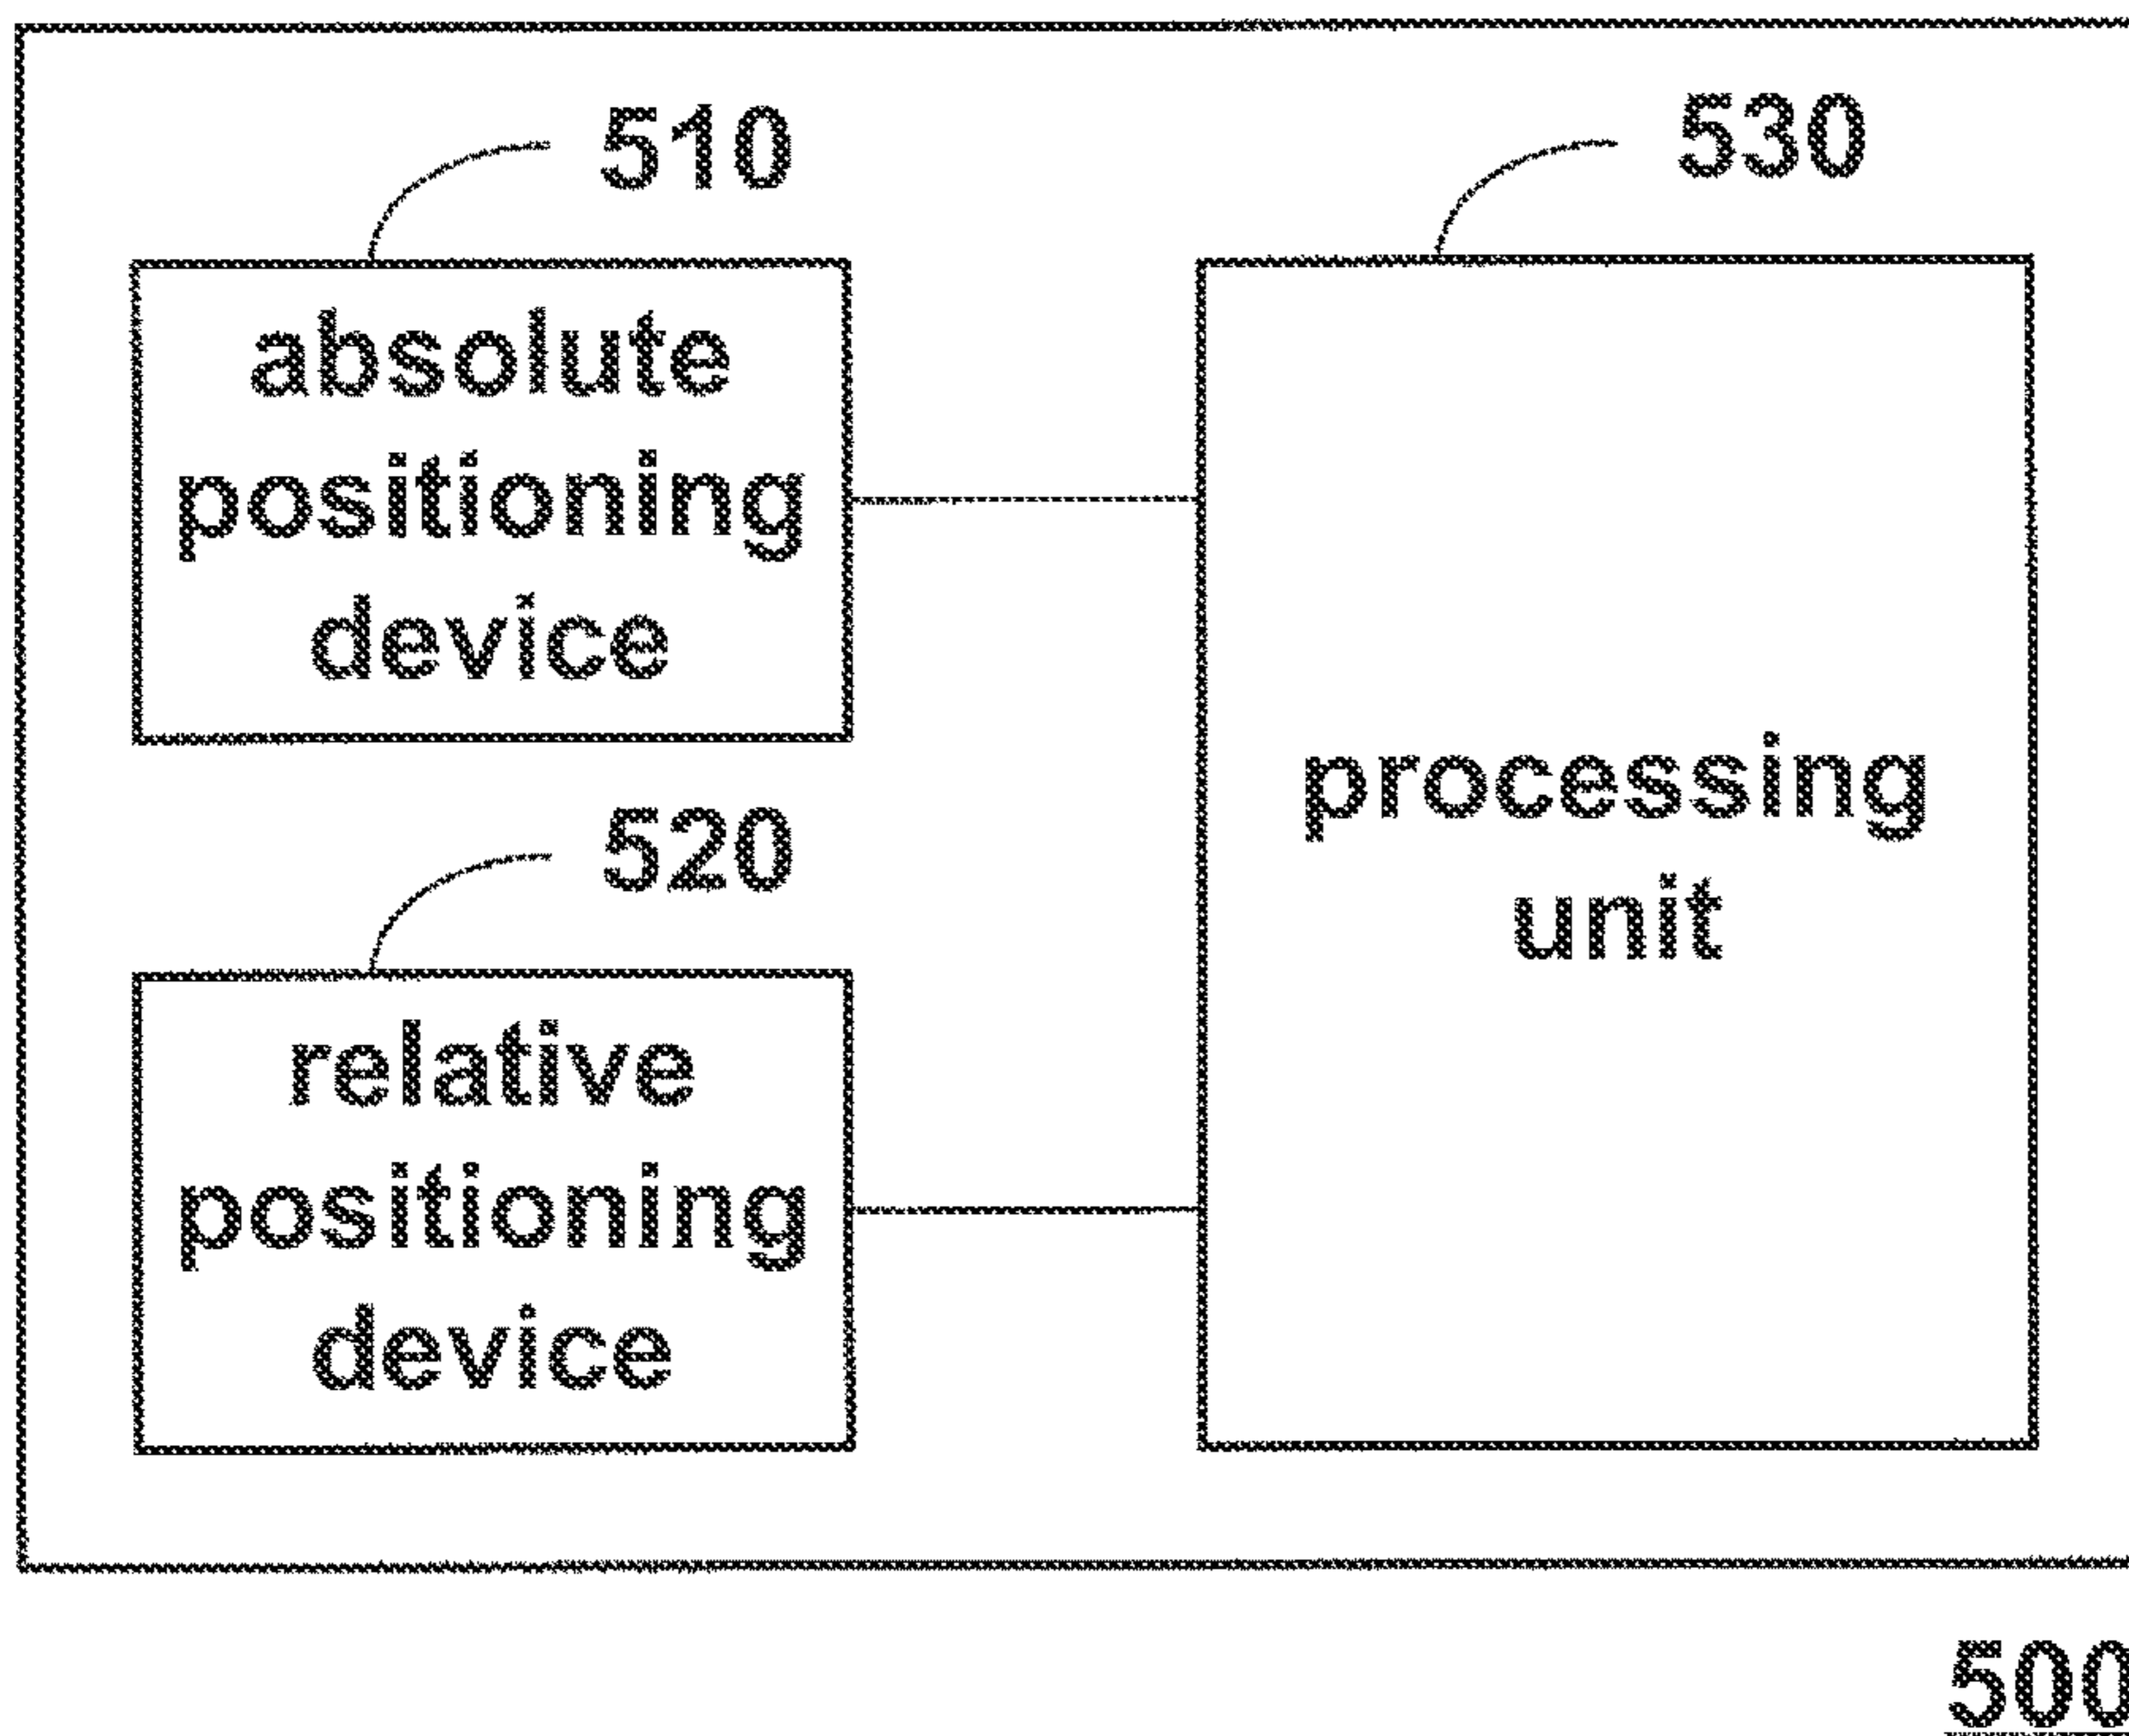 510
absolute
positioning
device
520
relative
positioning
device
530
processing
unit
500